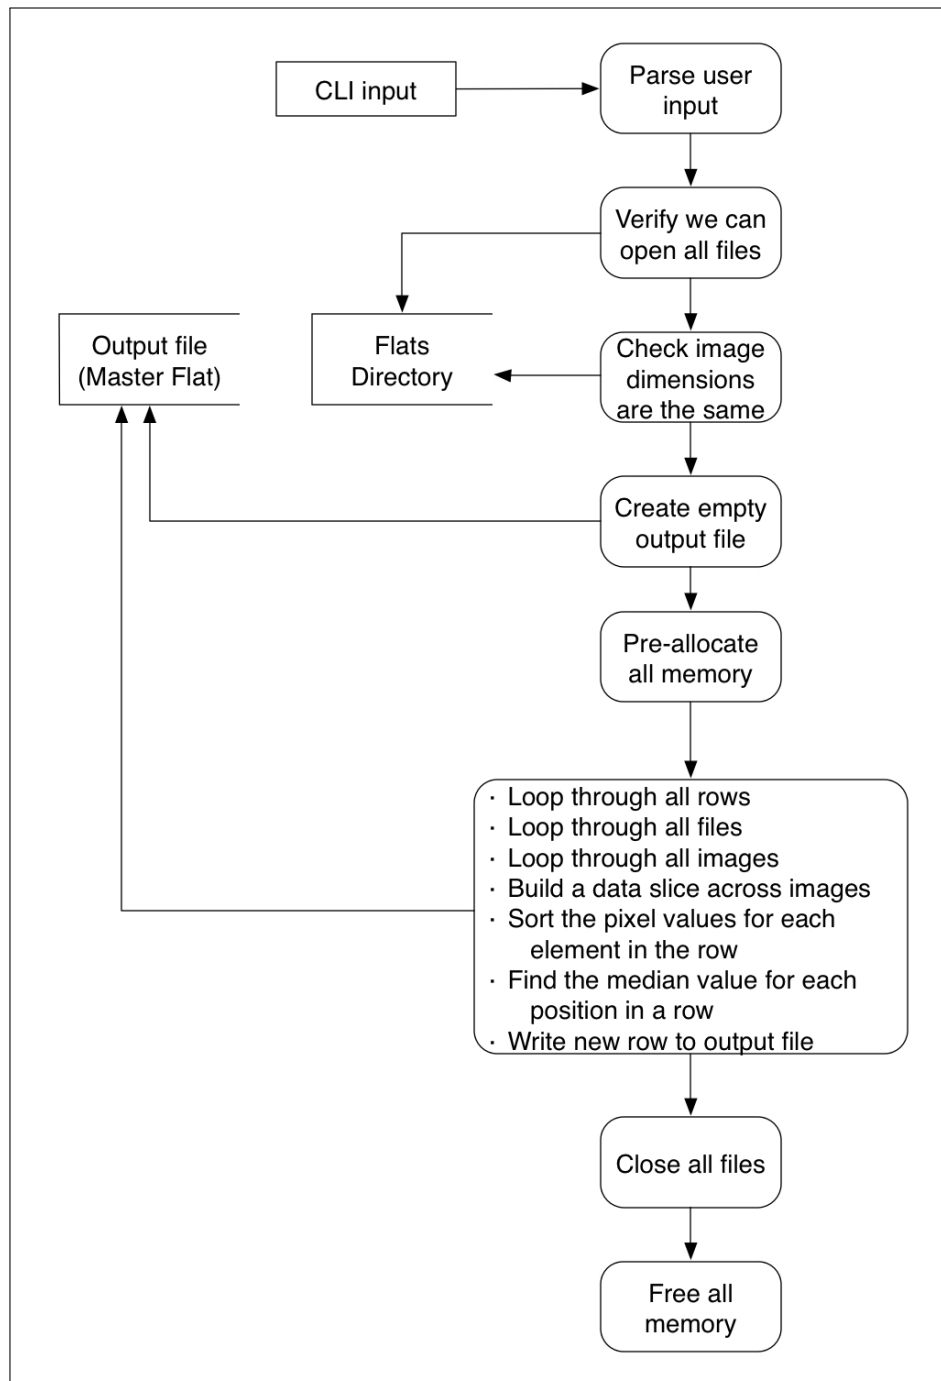 CLI input
Parse user
input
Verify we can
open all files
Output file
(Master Flat)
Flats
Directory
Check image
dimensions
are the same
Create empty
output file
Pre-allocate
all memory
· Loop through all rows
· Loop through all files
· Loop through all images
· Build a data slice across images
· Sort the pixel values for each
element in the row
· Find the median value for each
position in a row
· Write new row to output file
Close all files
Free all
memory